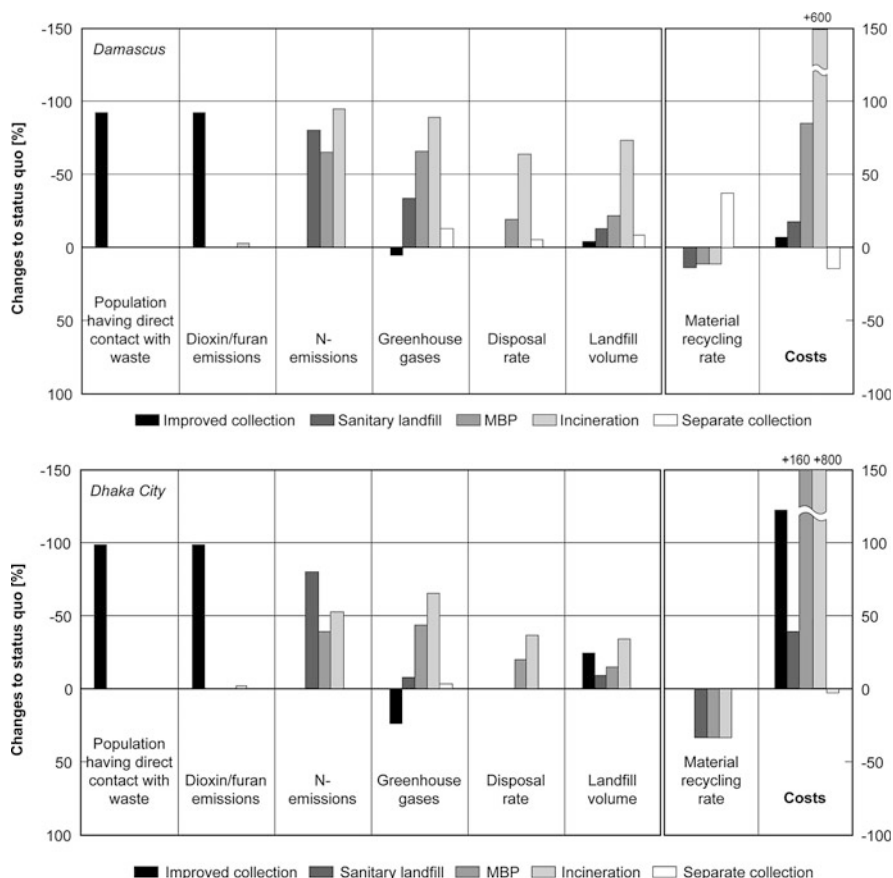 +600
-150
150
Damascus
-100
100
-50
50
0
0
50
-50
100
-100
Changes to status quo [%]
Population
having direct
contact with
waste
Dioxin/furan
emissions
N-
emissions
Greenhouse
gases
Disposal
rate
Landfill
volume
Material
recycling
rate
Costs
Improved collection Sanitary landfill MBP Incineration Separate collection
+160 +800
-150
150
Dhaka City
-100
100
-50
50
0
0
50
-50
100
-100
Changes to status quo [%]
Population
having direct
contact with
waste
Dioxin/furan
emissions
N-
emissions
Greenhouse
gases
Disposal
rate
Landfill
volume
Material
recycling
rate
Costs
Improved collection Sanitary landfill MBP Incineration Separate collection